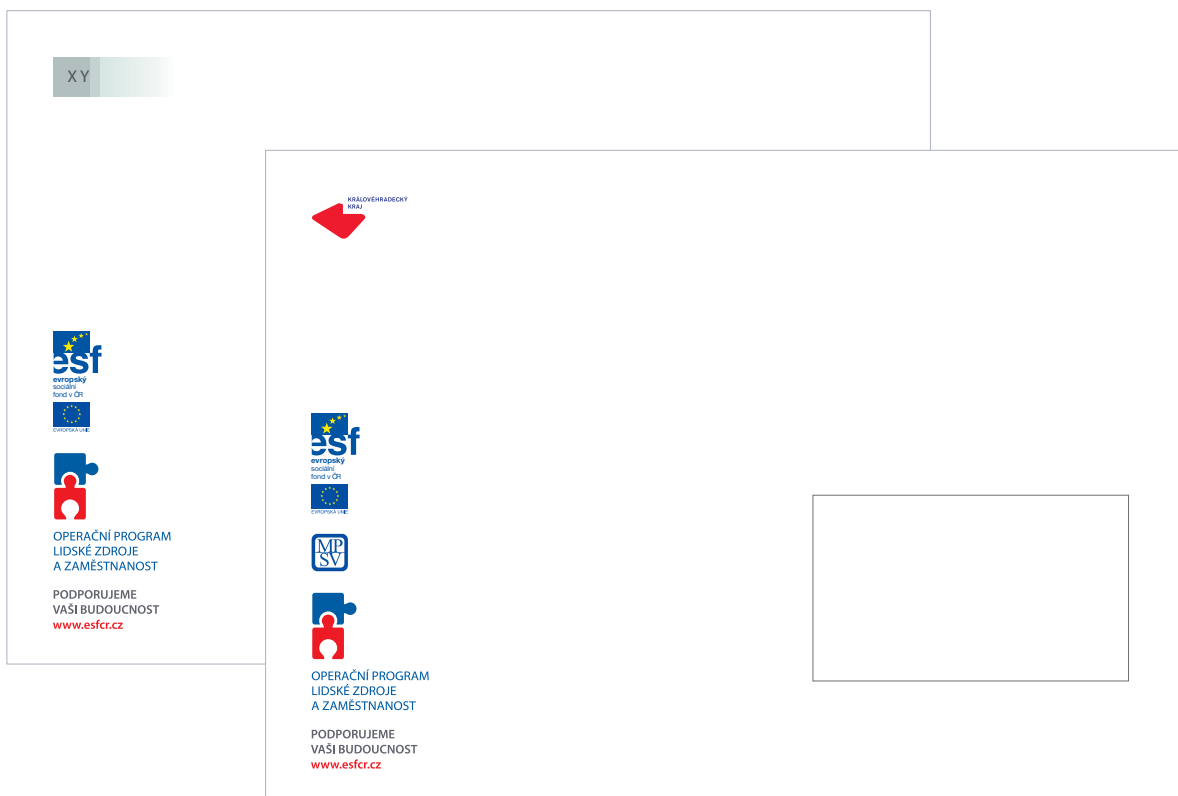 X Y
esf
evropský
sociální
fond v ČR
EVROPSKÁ UNIE
OPERAČNÍ PROGRAM
LIDSKÉ ZDROJE
A ZAMĚSTNANOST
PODPORUJEME
VAŠI BUDOUCNOST
www.esfcr.cz
KRÁLOVÉHRADECKÝ
KRAJ
esf
evropský
sociální
fond v ČR
EVROPSKÁ UNIE
MP
SV
OPERAČNÍ PROGRAM
LIDSKÉ ZDROJE
A ZAMĚSTNANOST
PODPORUJEME
VAŠI BUDOUCNOST
www.esfcr.cz